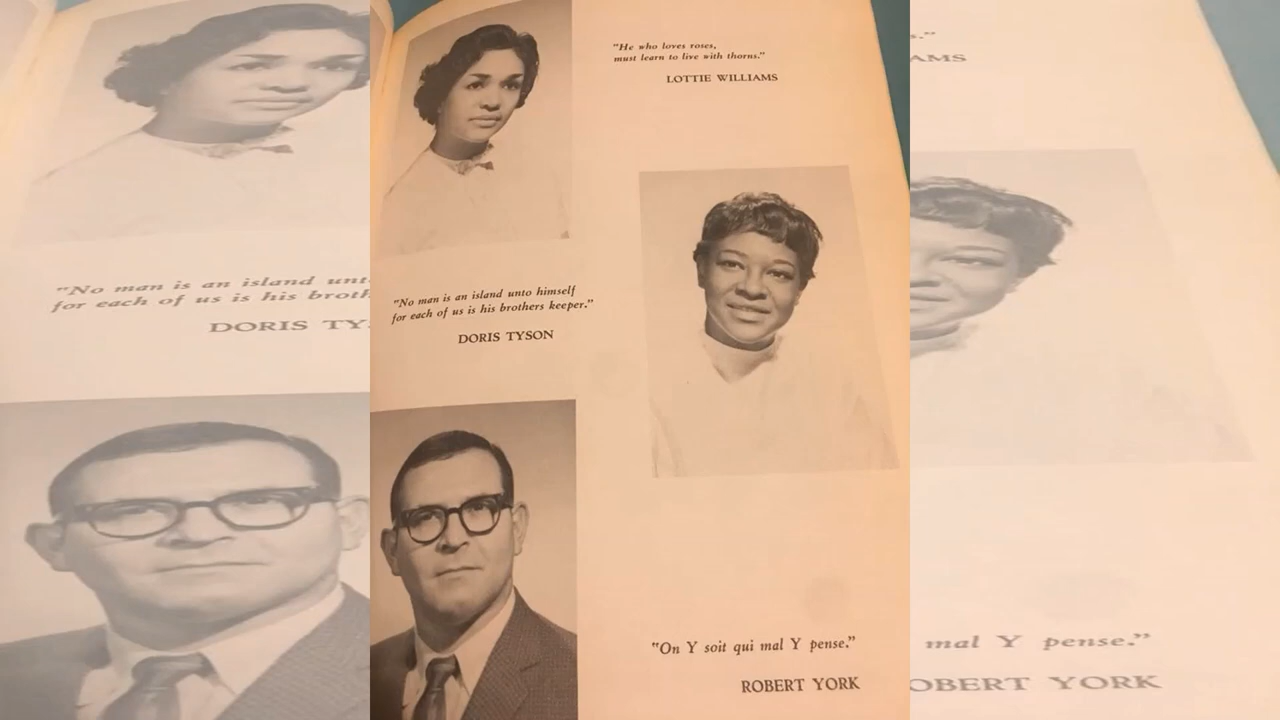 "He who loves roses,
must learn to live with thorns."
LOTTIE WILLIAMS
"No man is an island unto himself
for each of us is his brothers keeper."
DORIS TYSON
"On Y soit qui mal Y pense."
ROBERT YORK